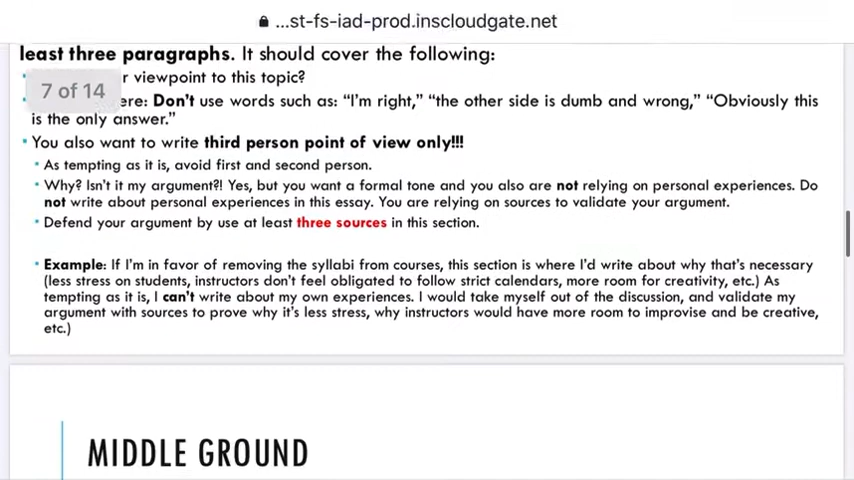 ...st-fs-iad-prod.inscloudgate.net
least three paragraphs. It should cover the following:
r viewpoint to this topic?
7 of 14
ere: Don't use words such as: "I'm right," "the other side is dumb and wrong," "Obviously this
is the only answer."
You also want to write third person point of view only!!!
As tempting as it is, avoid first and second person.
Why? Isn't it my argument?! Yes, but you want a formal tone and you also are not relying on personal experiences. Do
not write about personal experiences in this essay. You are relying on sources to validate your argument.
Defend your argument by use at least three sources in this section.
Example: If I'm in favor of removing the syllabi from courses, this section is where I'd write about why that's necessary
(less stress on students, instructors don't feel obligated to follow strict calendars, more room for creativity, etc.) As
tempting as it is, I can't write about my own experiences. I would take myself out of the discussion, and validate my
argument with sources to prove why it's less stress, why instructors would have more room to improvise and be creative,
etc.)
MIDDLE GROUND